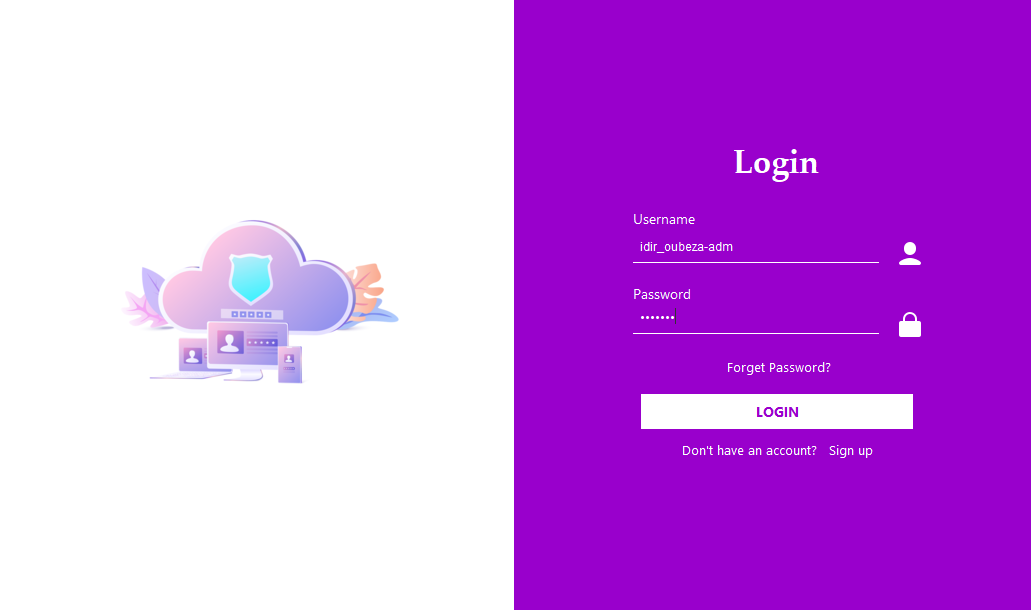 Login
Username
idir_oubeza-adm
Password
•••••••
Forget Password?
LOGIN
Don't have an account? Sign up